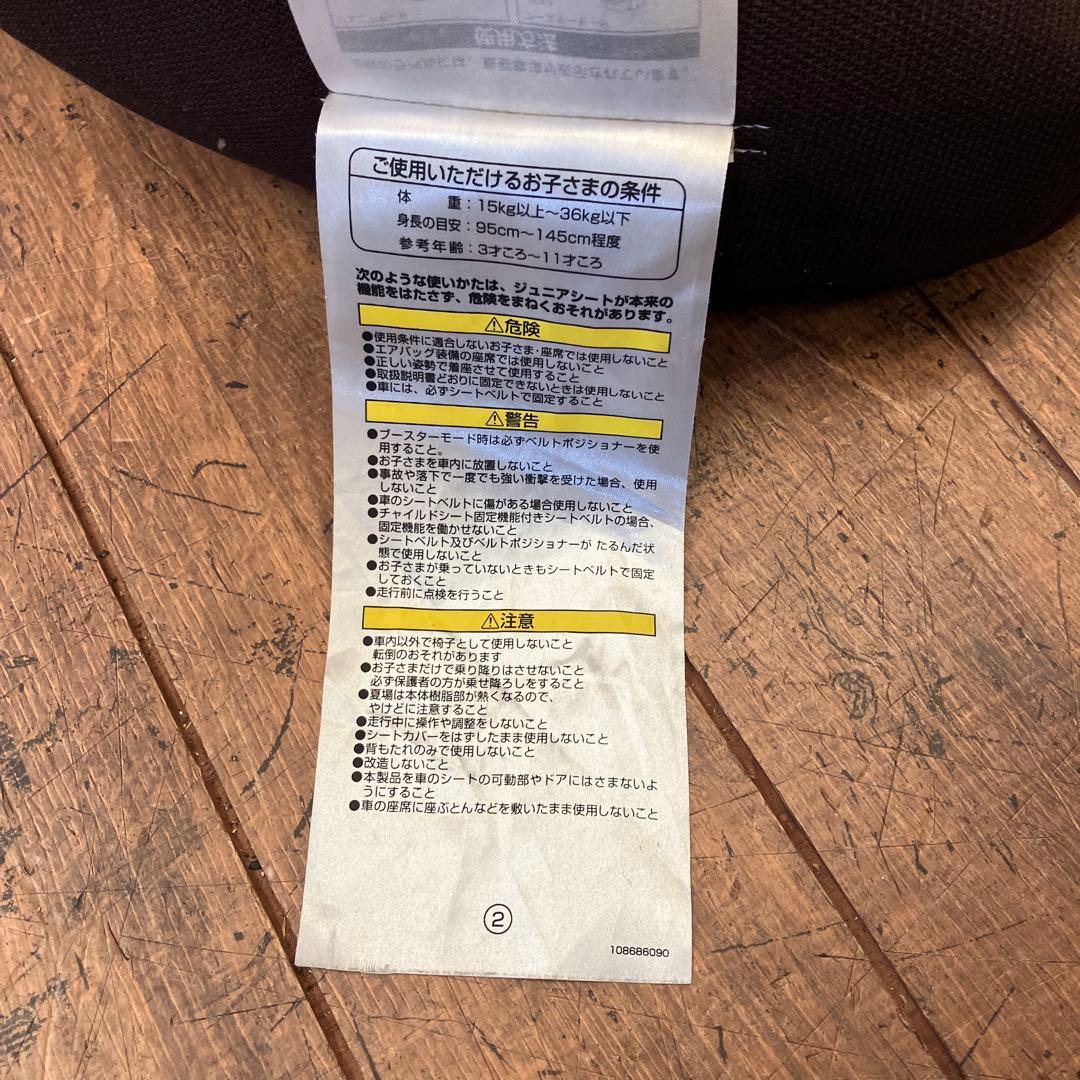 ご使用いただけるお子さまの条件
体　重：15kg以上～36kg以下
身長の目安：95cm～145cm程度
参考年齢：3才ころ～11才ころ
次のような使いかたは、ジュニアシートが本来の
機能をはたさず、危険をまねくおそれがあります。
⚠危険
●使用条件に適合しないお子さま・座席では使用しないこと
●エアバッグ装備の座席では使用しないこと
●正しい姿勢で着座させて使用すること
●取扱説明書どおりに固定できないときは使用しないこと
●車には、必ずシートベルトで固定すること
⚠警告
●ブースターモード時は必ずベルトポジショナーを使
用すること。
●お子さまを車内に放置しないこと
●事故や落下で一度でも強い衝撃を受けた場合、使用
しないこと
●車のシートベルトに傷がある場合使用しないこと
●チャイルドシート固定機能付きシートベルトの場合、
固定機能を働かせないこと
●シートベルト及びベルトポジショナーが たるんだ状
態で使用しないこと
●お子さまが乗っていないときもシートベルトで固定
しておくこと
●走行前に点検を行うこと
⚠注意
●車内以外で椅子として使用しないこと
転倒のおそれがあります
●お子さまだけで乗り降りはさせないこと
必ず保護者の方が乗せ降ろしをすること
●夏場は本体樹脂部が熱くなるので、
やけどに注意すること
●走行中に操作や調整をしないこと
●シートカバーをはずしたまま使用しないこと
●背もたれのみで使用しないこと
●改造しないこと
●本製品を車のシートの可動部やドアにはさまないよ
うにすること
●車の座席に座ぶとんなどを敷いたまま使用しないこと
②
108686090